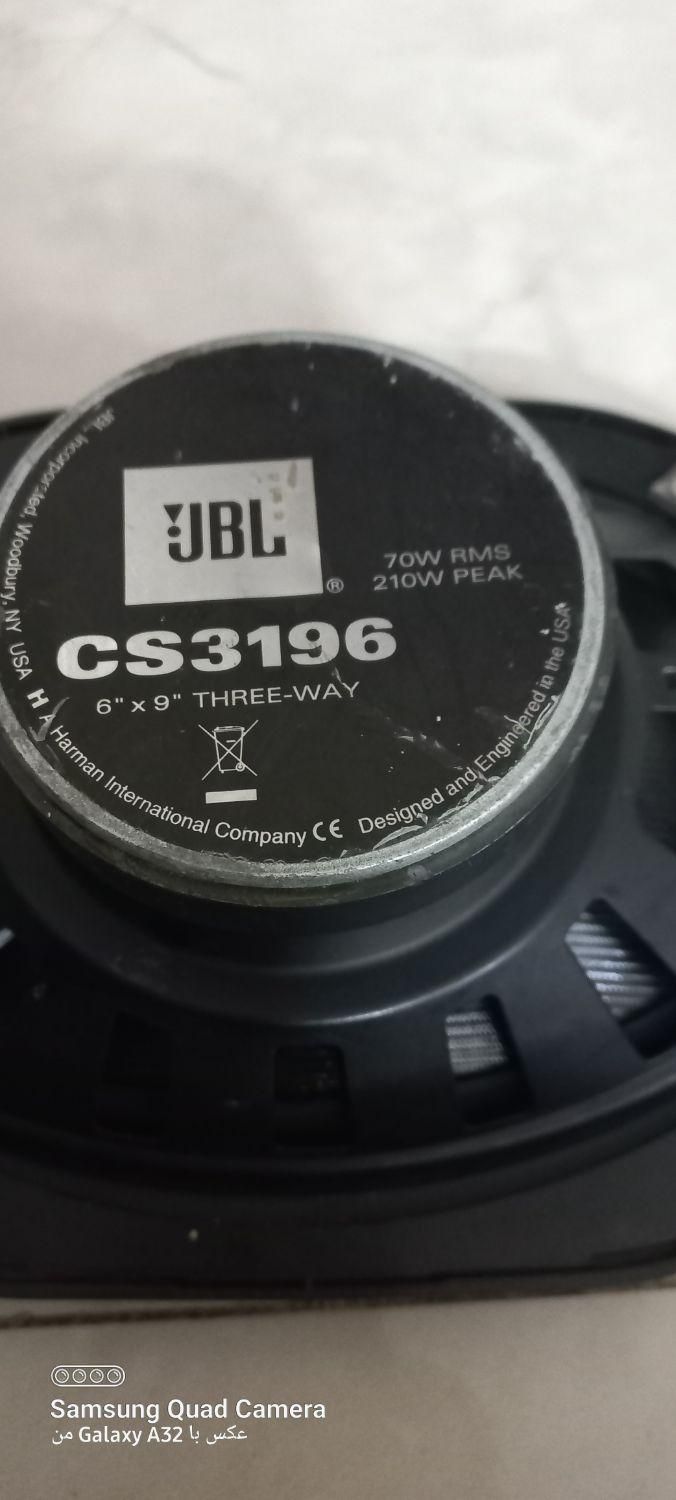 JBL
®
70W RMS
210W PEAK
CS3196
6" x 9" THREE-WAY
JBL, Incorporated, Woodbury, NY USA H A Harman International Company CE Designed and Engineered in the USA
Samsung Quad Camera
عکس با Galaxy A32 من